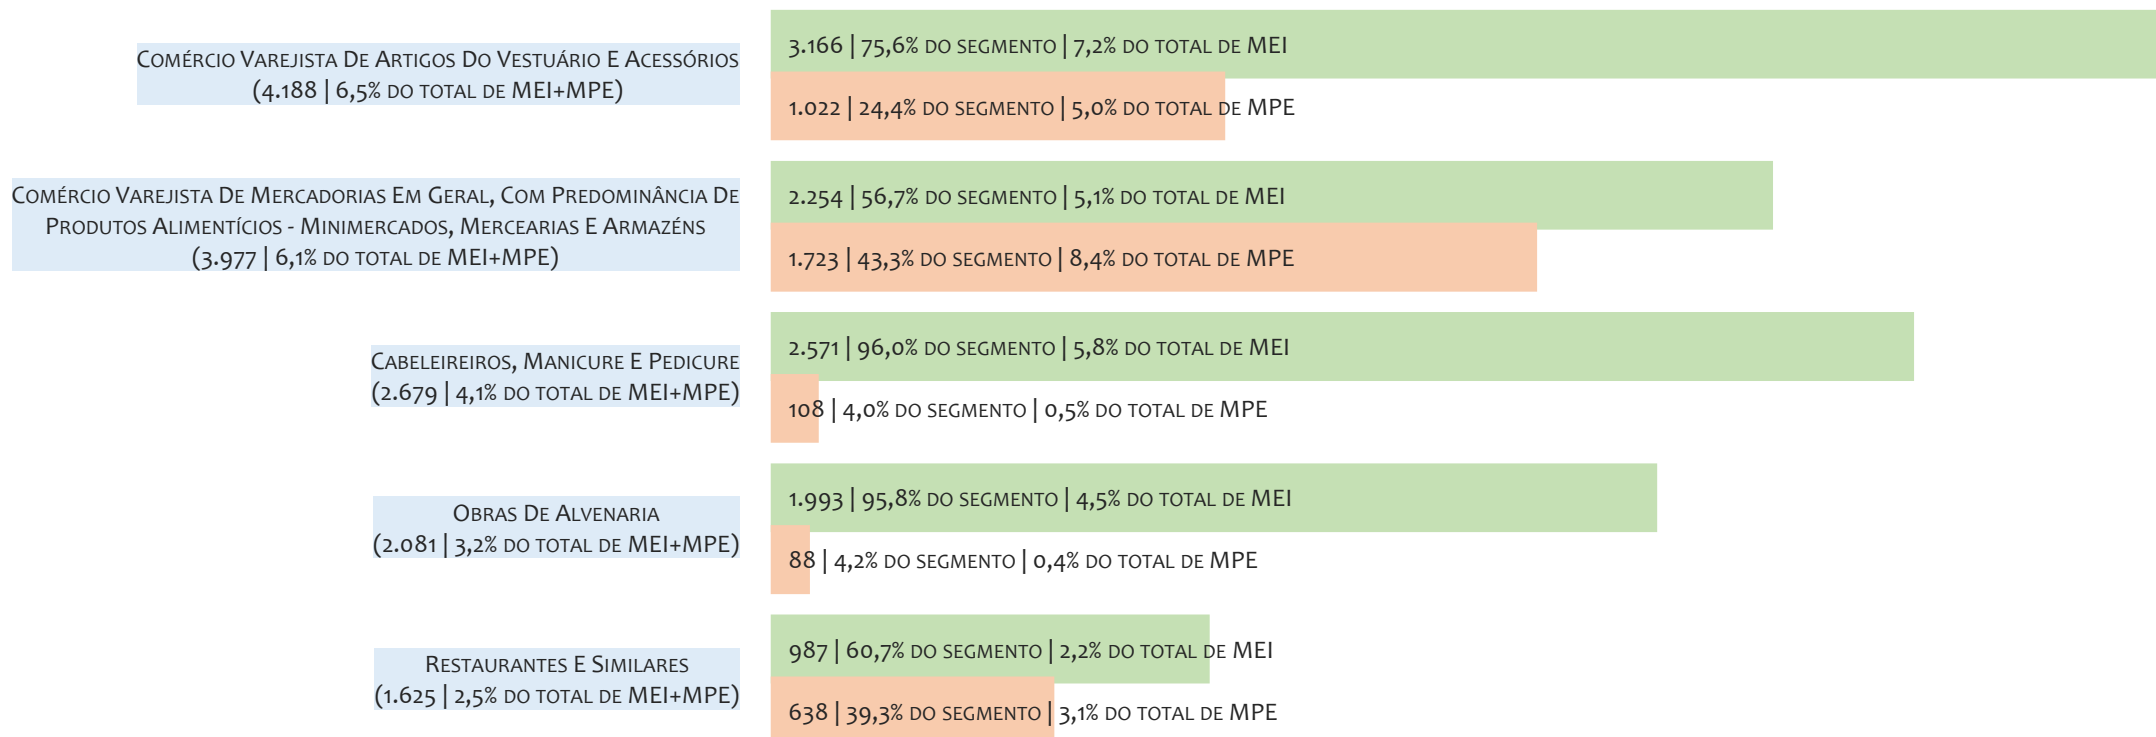 Comércio Varejista De Artigos Do Vestuário E Acessórios
(4.188 | 6,5% do total de MEI+MPE)
3.166 | 75,6% do segmento | 7,2% do total de MEI
1.022 | 24,4% do segmento | 5,0% do total de MPE
Comércio Varejista De Mercadorias Em Geral, Com Predominância De
Produtos Alimentícios - Minimercados, Mercearias E Armazéns
(3.977 | 6,1% do total de MEI+MPE)
2.254 | 56,7% do segmento | 5,1% do total de MEI
1.723 | 43,3% do segmento | 8,4% do total de MPE
Cabeleireiros, Manicure E Pedicure
(2.679 | 4,1% do total de MEI+MPE)
2.571 | 96,0% do segmento | 5,8% do total de MEI
108 | 4,0% do segmento | 0,5% do total de MPE
Obras De Alvenaria
(2.081 | 3,2% do total de MEI+MPE)
1.993 | 95,8% do segmento | 4,5% do total de MEI
88 | 4,2% do segmento | 0,4% do total de MPE
Restaurantes E Similares
(1.625 | 2,5% do total de MEI+MPE)
987 | 60,7% do segmento | 2,2% do total de MEI
638 | 39,3% do segmento | 3,1% do total de MPE